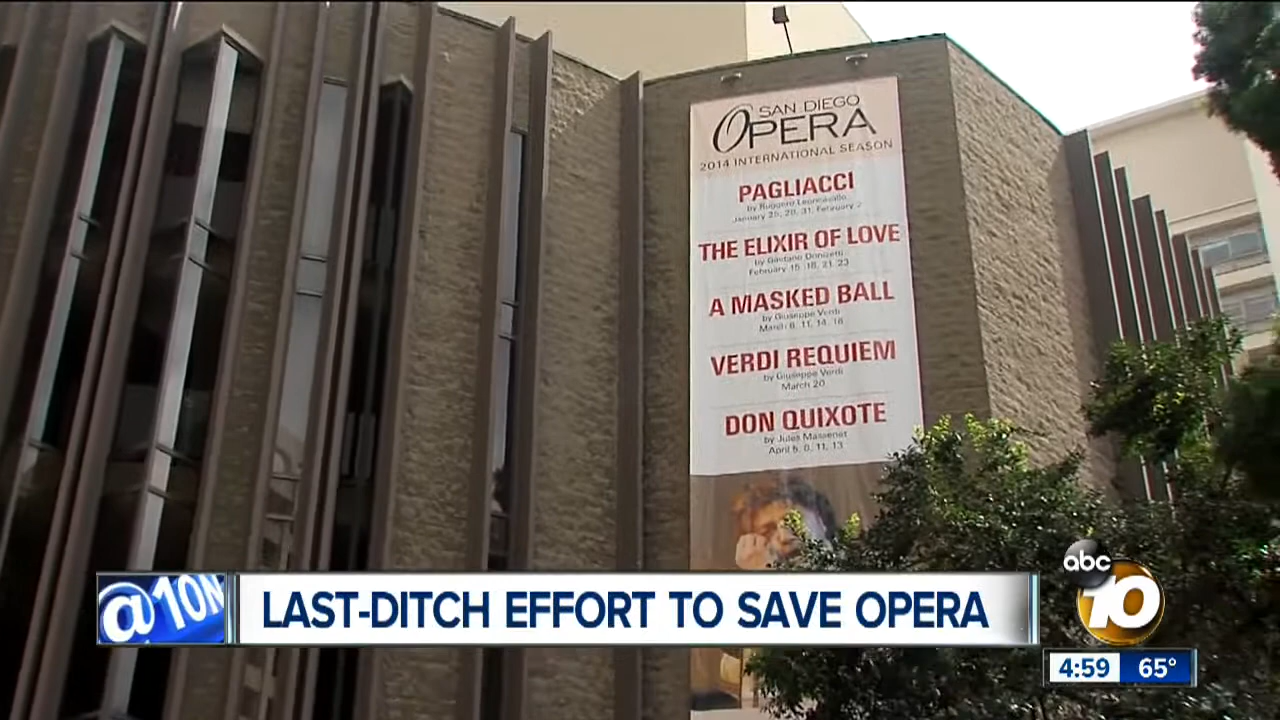 SAN DIEGO
OPERA
2014 INTERNATIONAL SEASON
PAGLIACCI
by Ruggero Leoncavallo
January 25, 28, 31, February 2
THE ELIXIR OF LOVE
by Gaetano Donizetti
February 15, 18, 21, 23
A MASKED BALL
by Giuseppe Verdi
March 8, 11, 14, 16
VERDI REQUIEM
by Giuseppe Verdi
March 20
DON QUIXOTE
by Jules Massenet
April 5, 8, 11, 13
@10N
LAST-DITCH EFFORT TO SAVE OPERA
abc
10
4:59 65°